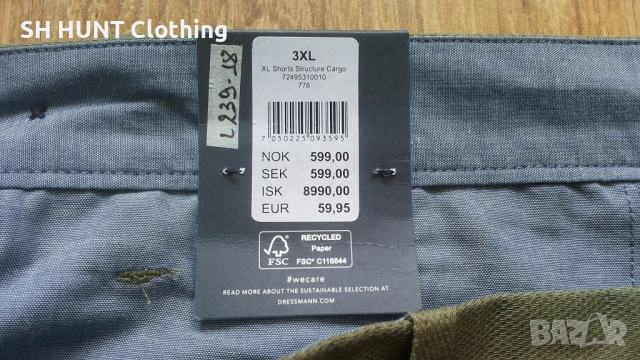 SH HUNT Clothing
L239-18
3XL
XL Shorts Structure Cargo
72495310010
776
7 050225 093595
NOK 599,00
SEK 599,00
ISK 8990,00
EUR 59,95
FSC
RECYCLED
Paper
FSC® C116844
#wecare
READ MORE ABOUT THE SUSTAINABLE SELECTION AT
DRESSMANN.COM
BAZAR